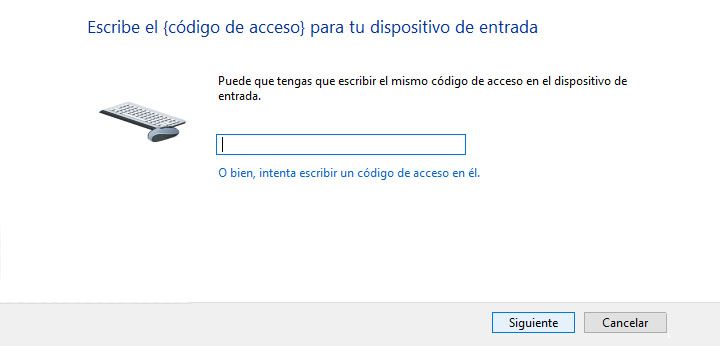 Escribe el {código de acceso} para tu dispositivo de entrada
Puede que tengas que escribir el mismo código de acceso en el dispositivo de
entrada.
O bien, intenta escribir un código de acceso en él.
Siguiente
Cancelar